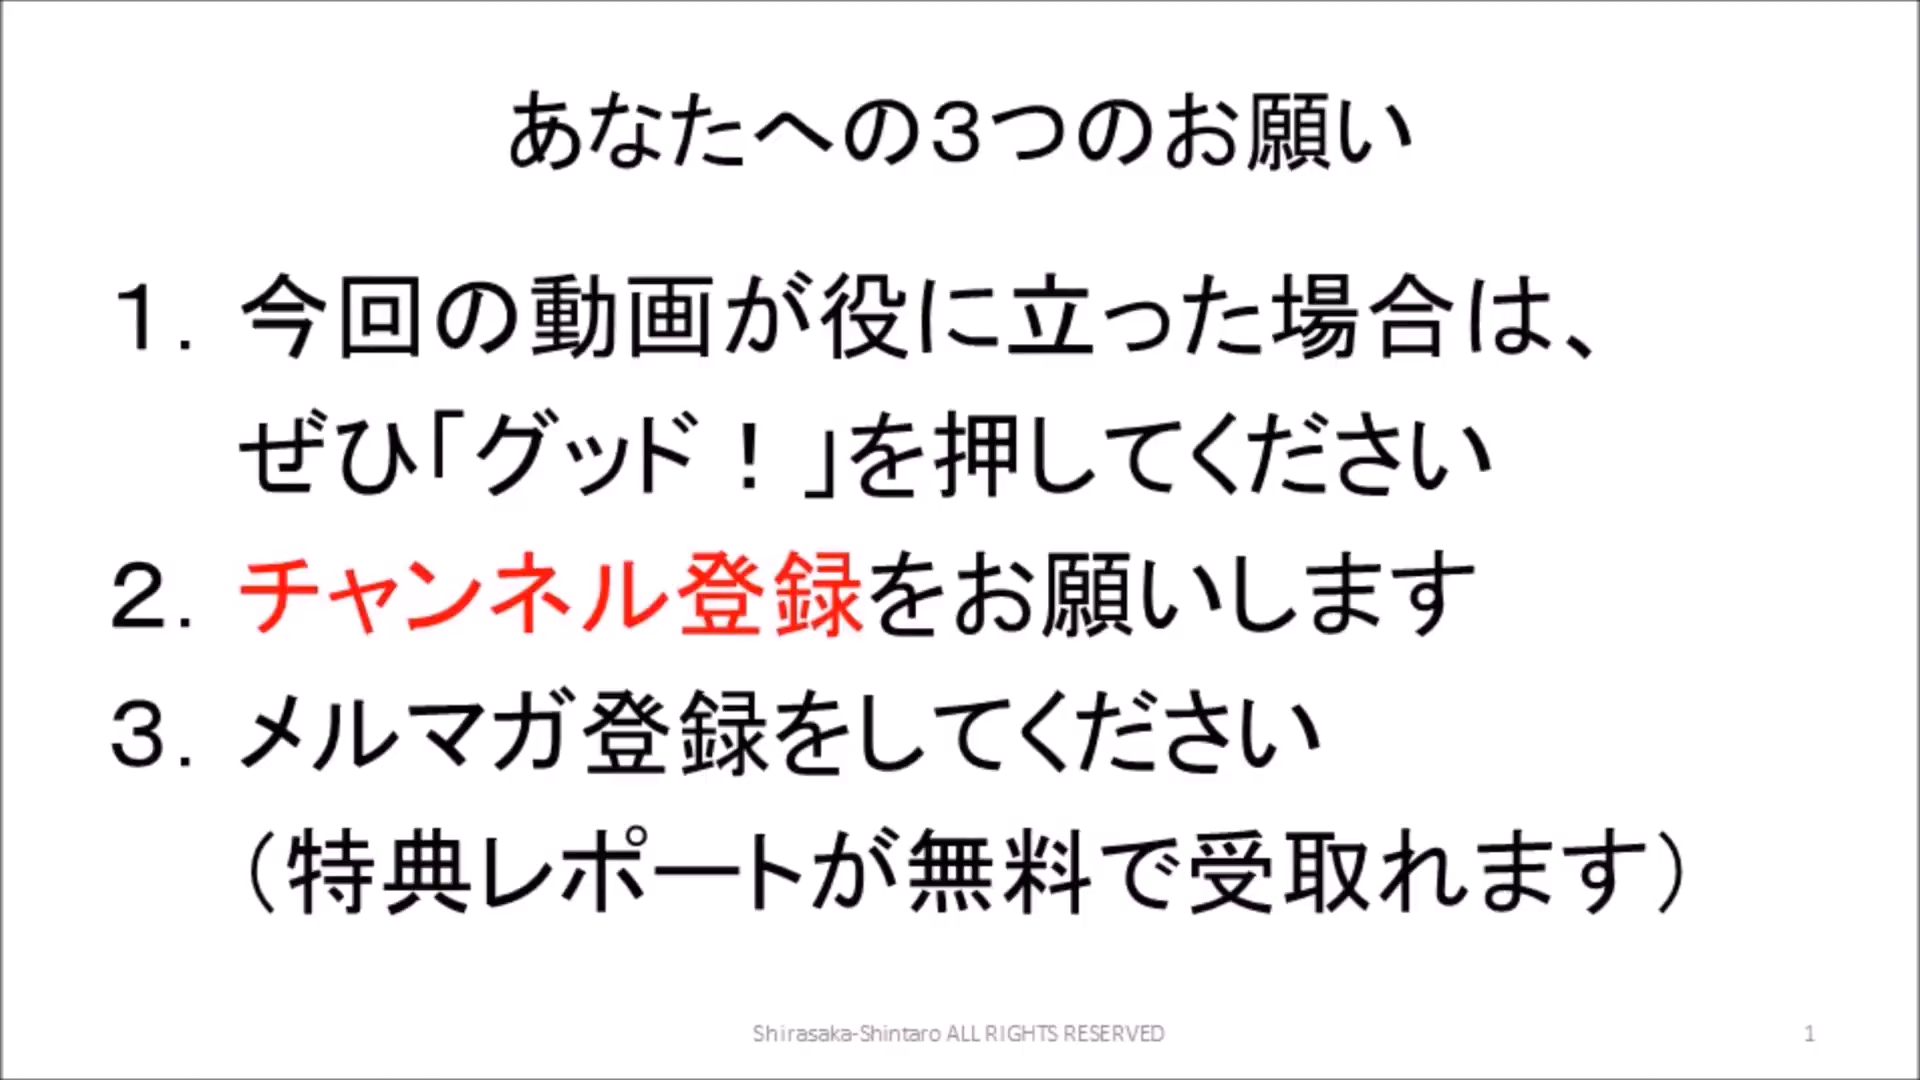 あなたへの３つのお願い
１．今回の動画が役に立った場合は、
ぜひ「グッド！」を押してください
２．チャンネル登録をお願いします
３．メルマガ登録をしてください
（特典レポートが無料で受取れます）
Shirasaka-Shintaro ALL RIGHTS RESERVED
1